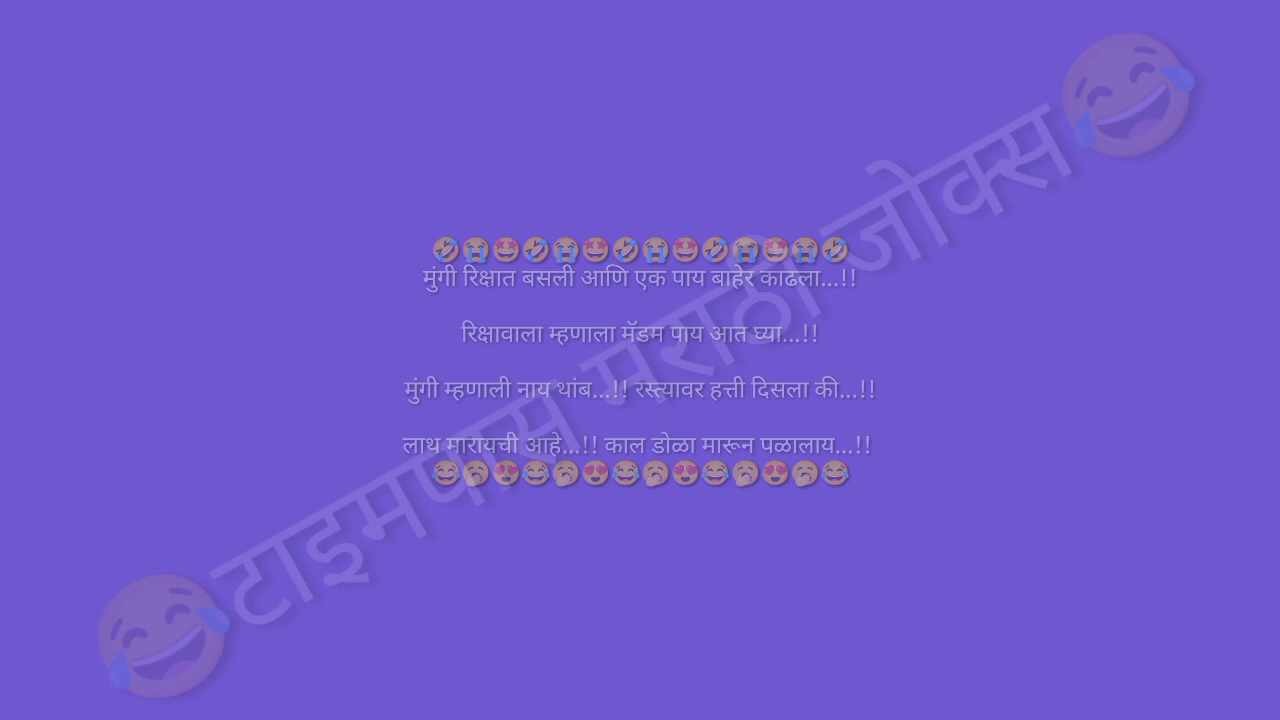 🤣😭🤩🤣😭🤩🤣😭🤩🤣😭🤩😭🤣
मुंगी रिक्षात बसली आणि एक पाय बाहेर काढला...!!
रिक्षावाला म्हणाला मॅडम पाय आत घ्या...!!
मुंगी म्हणाली नाय थांब...!! रस्त्यावर हत्ती दिसला की...!!
लाथ मारायची आहे...!! काल डोळा मारून पळालाय...!!
😂🥱😍😂🥱😍😂🥱😍😂🥱😍🥱😂
😂टाइमपास मराठी जोक्स😂